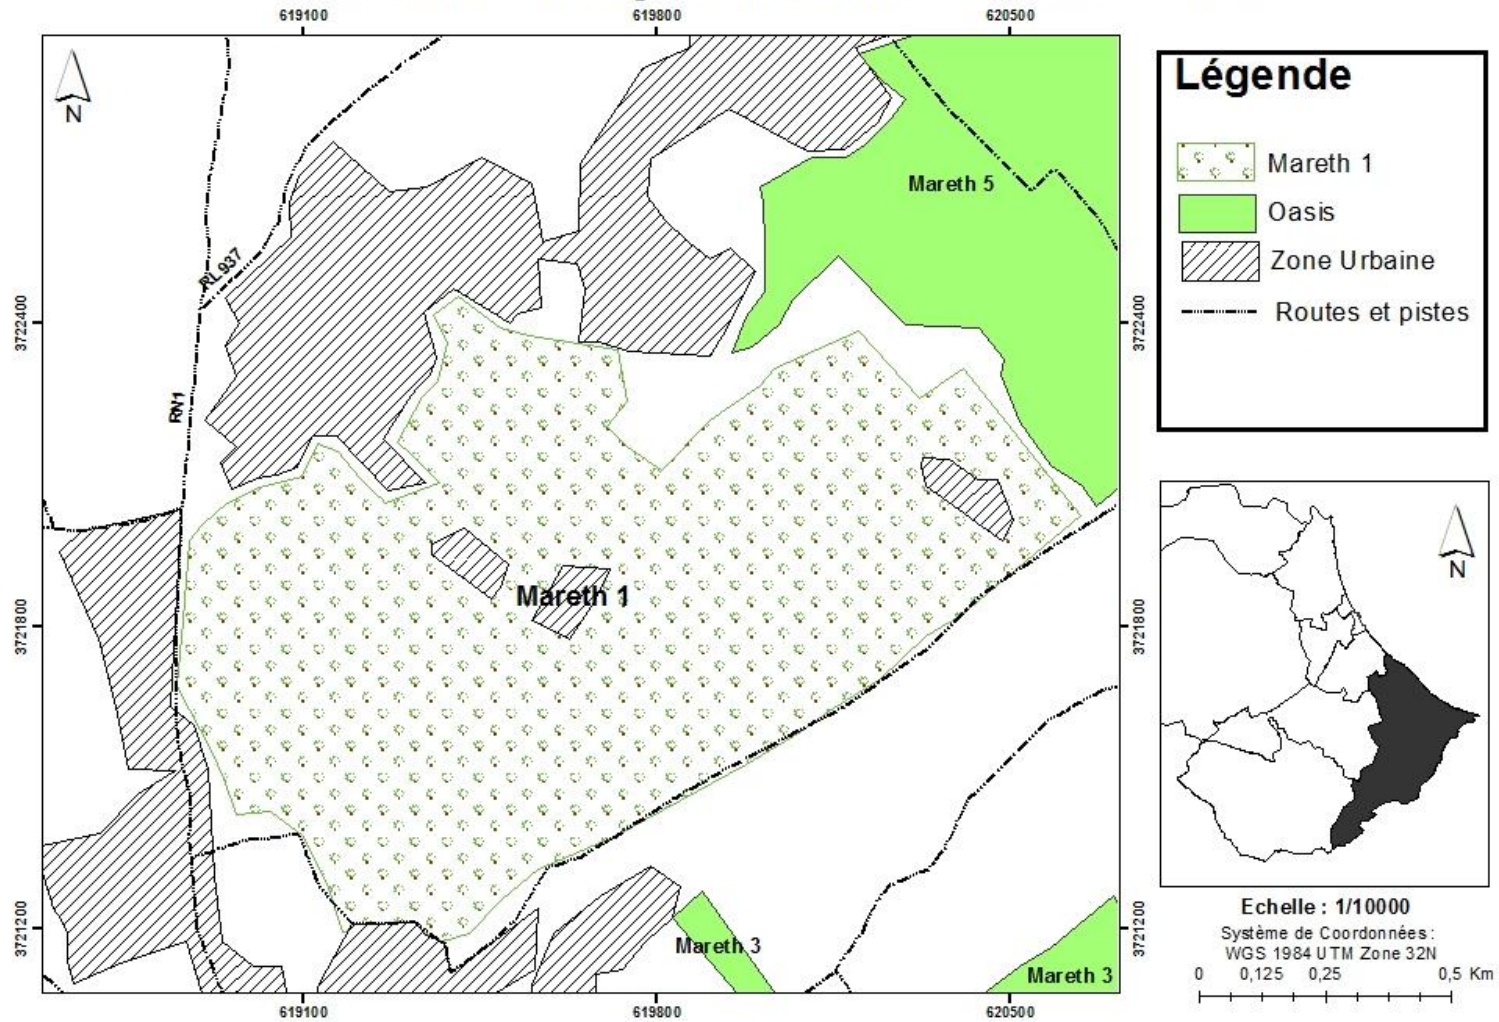 619100
619800
620500
N
Légende
Mareth 1
Oasis
Zone Urbaine
Routes et pistes
Mareth 5
RL 937
3722400
3722400
RN1
Mareth 1
3721800
3721800
N
Mareth 3
Mareth 3
3721200
3721200
619100
619800
620500
Echelle : 1/10000
Système de Coordonnées :
WGS 1984 UTM Zone 32N
0 0,125 0,25 0,5 Km